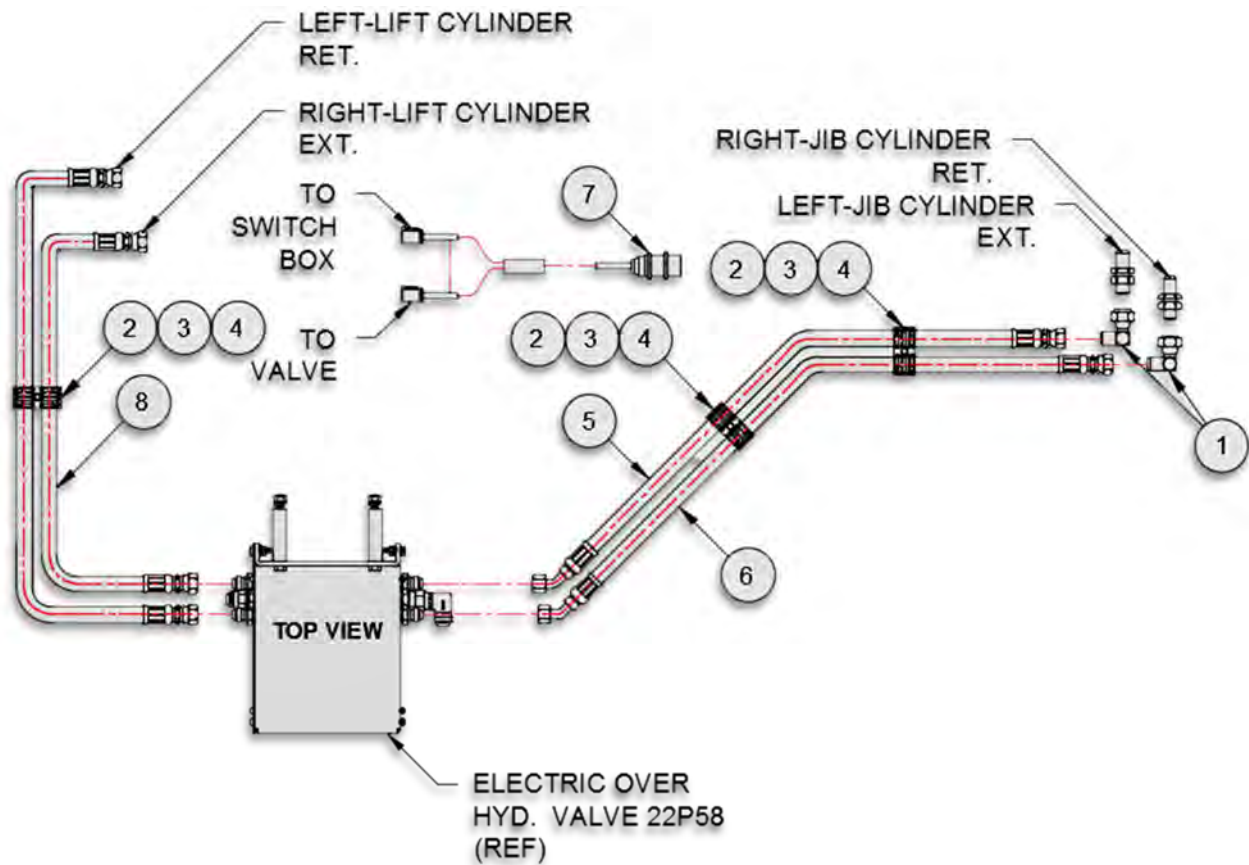 LEFT-LIFT CYLINDER
RET.
RIGHT-LIFT CYLINDER
EXT.
TO
SWITCH
BOX
TO
VALVE
7
RIGHT-JIB CYLINDER
RET.
LEFT-JIB CYLINDER
EXT.
2 3 4
2 3 4
2 3 4
8
5
1
6
TOP VIEW
ELECTRIC OVER
HYD. VALVE 22P58
(REF)